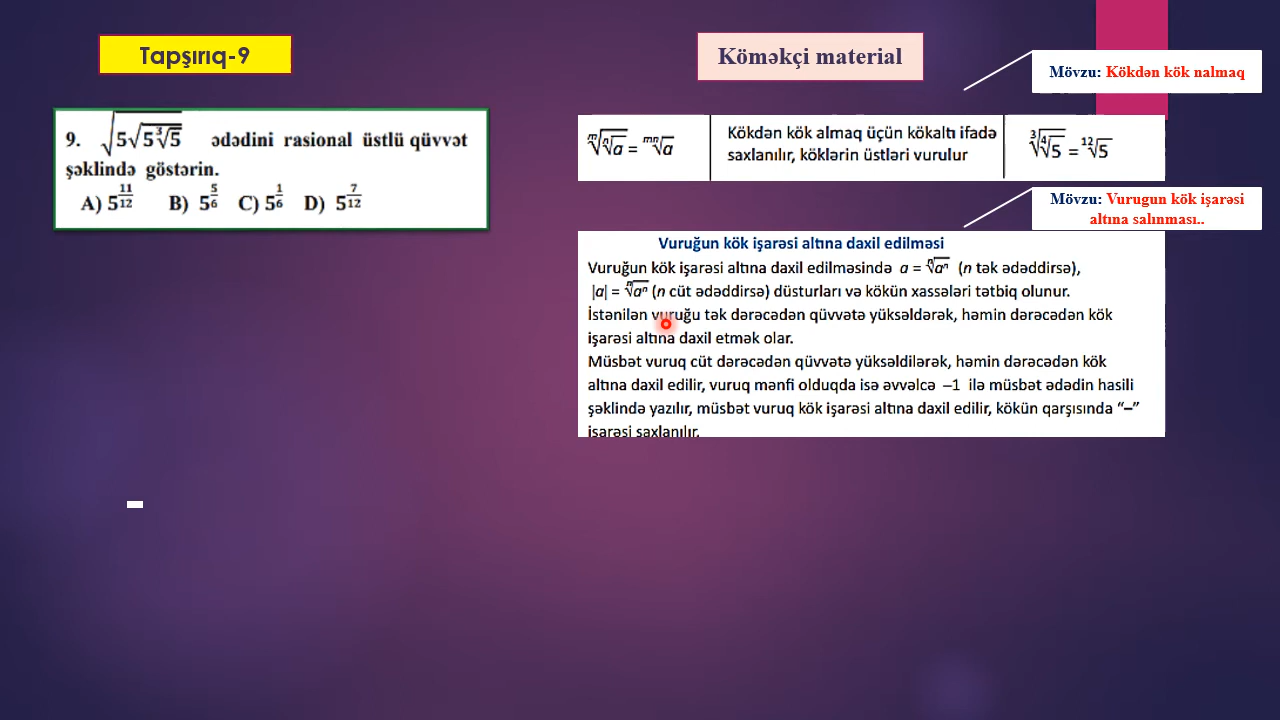 Tapşırıq-9
9. √5√5∛5 ədədini rasional üstlü qüvvət
şəklində göstərin.
A) 5^(11/12) B) 5^(5/6) C) 5^(1/6) D) 5^(7/12)
Köməkçi material
Mövzu: Kökdən kök nalmaq
ᵐ√ⁿ√a = ᵐⁿ√a
Kökdən kök almaq üçün kökaltı ifadə
saxlanılır, köklərin üstləri vurulur
³√⁴√5 = ¹²√5
Mövzu: Vurugun kök işarəsi
altına salınması..
Vuruğun kök işarəsi altına daxil edilməsi
Vuruğun kök işarəsi altına daxil edilməsində a = ⁿ√aⁿ (n tək ədəddirsə),
|a| = ⁿ√aⁿ (n cüt ədəddirsə) düsturları və kökün xassələri tətbiq olunur.
İstənilən vuruğu tək dərəcədən qüvvətə yüksəldərək, həmin dərəcədən kök
işarəsi altına daxil etmək olar.
Müsbət vuruq cüt dərəcədən qüvvətə yüksəldilərək, həmin dərəcədən kök
altına daxil edilir, vuruq mənfi olduqda isə əvvəlcə –1 ilə müsbət ədədin hasili
şəklində yazılır, müsbət vuruq kök işarəsi altına daxil edilir, kökün qarşısında “–”
işarəsi saxlanılır.